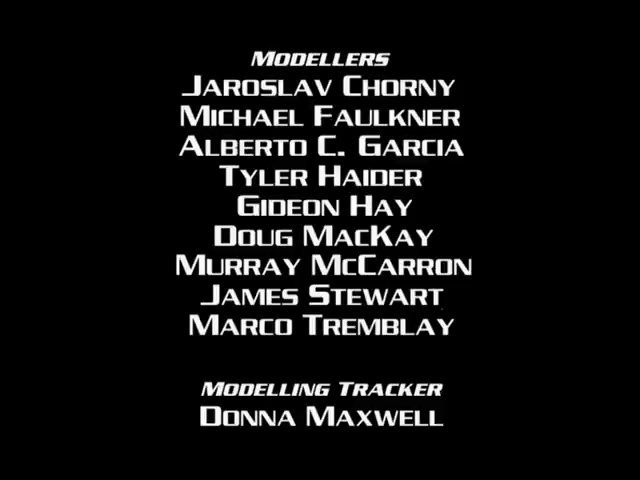 MODELLERS
JAROSLAV CHORNY
MICHAEL FAULKNER
ALBERTO C. GARCIA
TYLER HAIDER
GIDEON HAY
DOUG MACKAY
MURRAY MCCARRON
JAMES STEWART
MARCO TREMBLAY
MODELLING TRACKER
DONNA MAXWELL